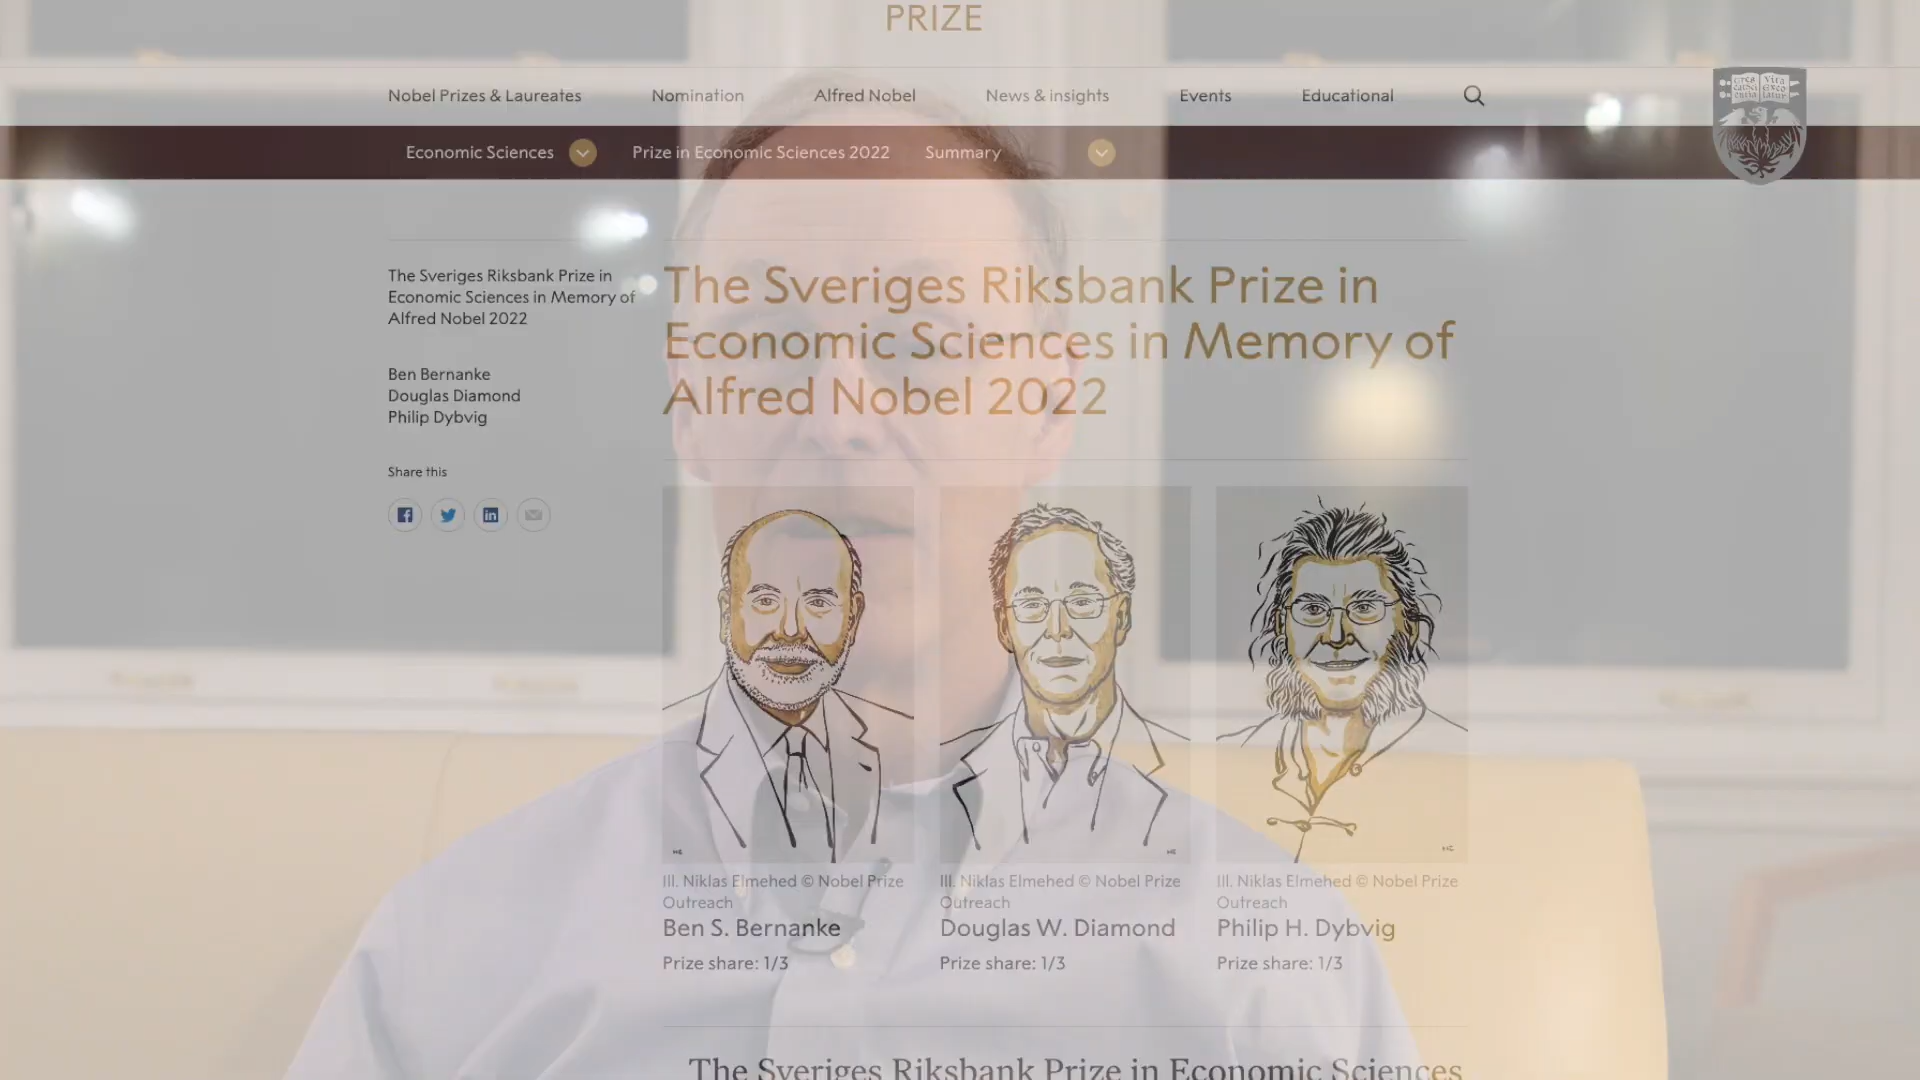 PRIZE
Nobel Prizes & Laureates
Nomination
Alfred Nobel
News & insights
Events
Educational
Economic Sciences
Prize in Economic Sciences 2022
Summary
The Sveriges Riksbank Prize in
Economic Sciences in Memory of
Alfred Nobel 2022
Ben Bernanke
Douglas Diamond
Philip Dybvig
Share this
The Sveriges Riksbank Prize in
Economic Sciences in Memory of
Alfred Nobel 2022
Ill. Niklas Elmehed © Nobel Prize
Outreach
Ben S. Bernanke
Prize share: 1/3
Ill. Niklas Elmehed © Nobel Prize
Outreach
Douglas W. Diamond
Prize share: 1/3
Ill. Niklas Elmehed © Nobel Prize
Outreach
Philip H. Dybvig
Prize share: 1/3
The Sveriges Riksbank Prize in Economic Sciences